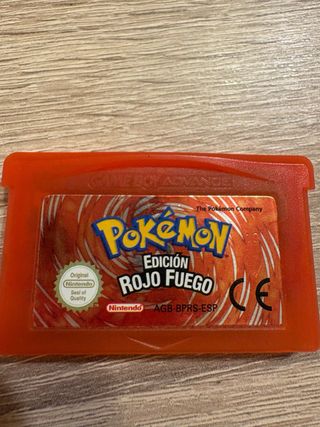 GAME BOY ADVANCE
The Pokémon Company
POKéMON
EDICIÓN
ROJO FUEGO
Original
Nintendo
Seal of Quality
Nintendo
AGB-BPRS-ESP
CE